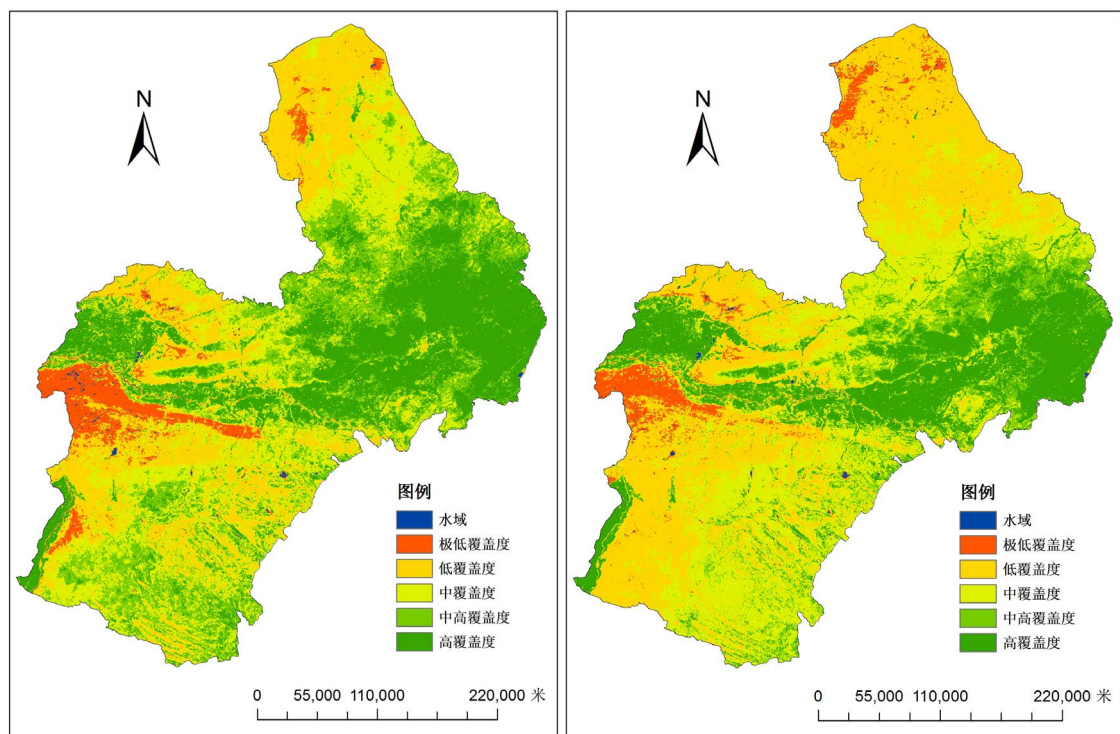 N
图例
水域
极低覆盖度
低覆盖度
中覆盖度
中高覆盖度
高覆盖度
0 55,000 110,000 220,000 米
N
图例
水域
极低覆盖度
低覆盖度
中覆盖度
中高覆盖度
高覆盖度
0 55,000 110,000 220,000 米